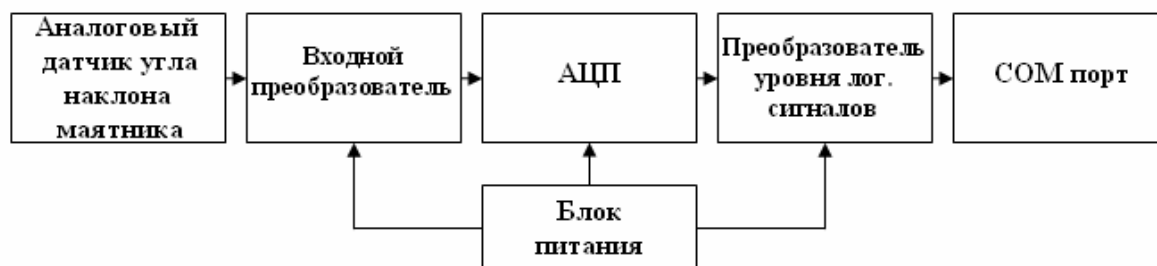 Аналоговый
датчик угла
наклона
маятника
Входной
преобразователь
АЦП
Преобразователь
уровня лог.
сигналов
COM порт
Блок
питания